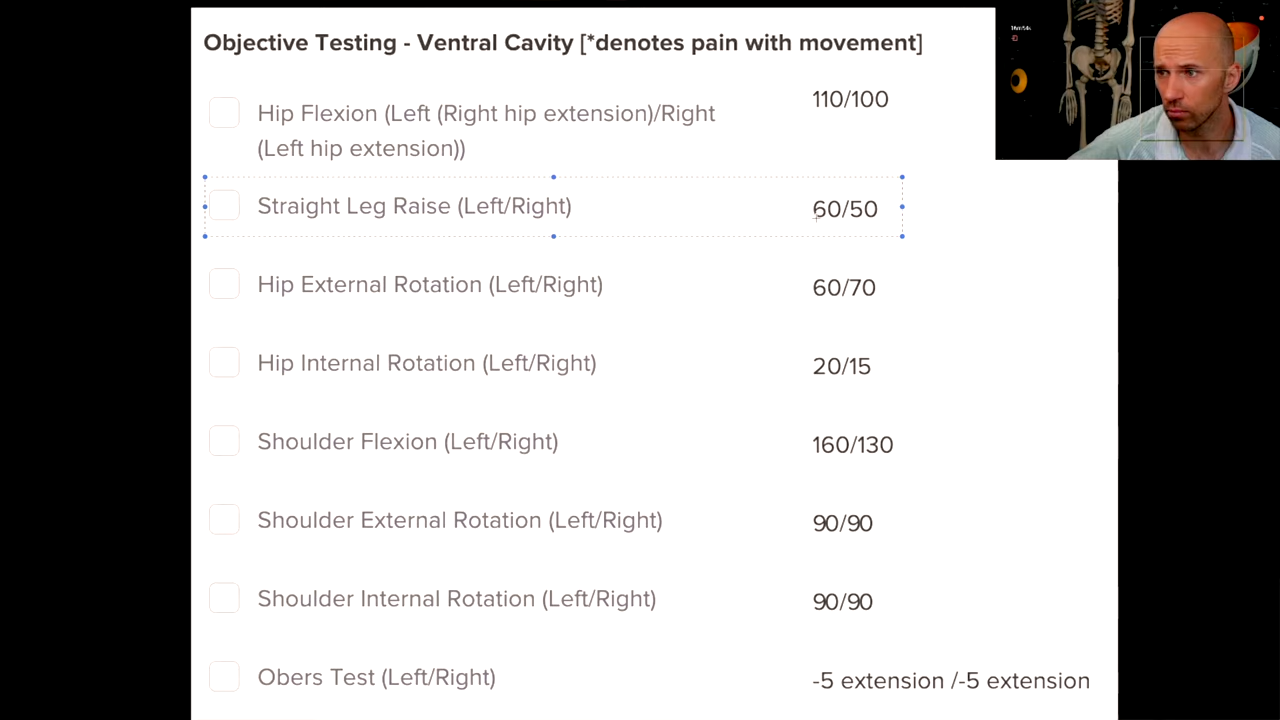 Objective Testing - Ventral Cavity [*denotes pain with movement]
Hip Flexion (Left (Right hip extension)/Right
(Left hip extension))
110/100
Straight Leg Raise (Left/Right)
60/50
Hip External Rotation (Left/Right)
60/70
Hip Internal Rotation (Left/Right)
20/15
Shoulder Flexion (Left/Right)
160/130
Shoulder External Rotation (Left/Right)
90/90
Shoulder Internal Rotation (Left/Right)
90/90
Obers Test (Left/Right)
-5 extension /-5 extension